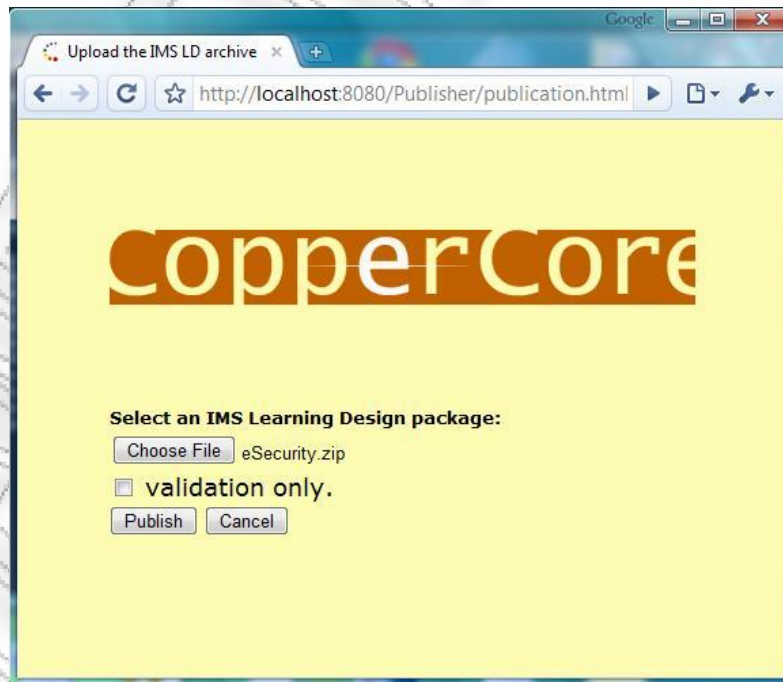 Google
Upload the IMS LD archive
http://localhost:8080/Publisher/publication.html
CopperCore
Select an IMS Learning Design package:
Choose File eSecurity.zip
validation only.
Publish Cancel